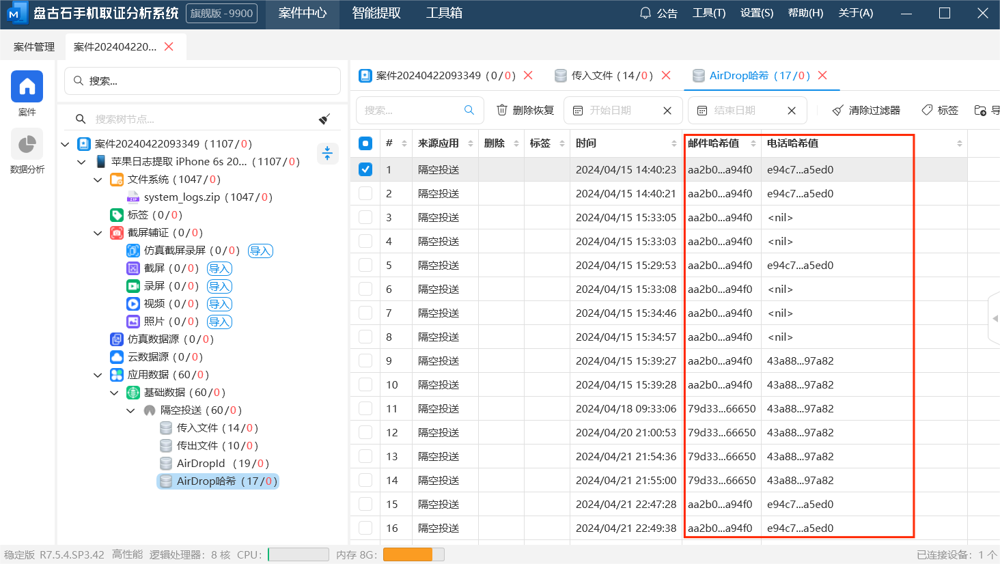 盘古石手机取证分析系统 旗舰版 -9900 案件中心 智能提取 工具箱 公告 工具(T) 设置(S) 帮助(H) 关于(A)
案件管理 案件202404220...
案件
数据分析
搜索...
搜索树节点...
案件20240422093349 (1107/0)
苹果日志提取 iPhone 6s 20... (1107/0)
文件系统 (1047/0)
system_logs.zip (1047/0)
标签 (0/0)
截屏辅证 (0/0)
仿真截屏录屏 (0/0) 导入
截屏 (0/0) 导入
录屏 (0/0) 导入
视频 (0/0) 导入
照片 (0/0) 导入
仿真数据源 (0/0)
云数据源 (0/0)
应用数据 (60/0)
基础数据 (60/0)
隔空投送 (60/0)
传入文件 (14/0)
传出文件 (10/0)
AirDropId (19/0)
AirDrop哈希 (17/0)
案件20240422093349 (0/0) 传入文件 (14/0) AirDrop哈希 (17/0)
搜索... 删除恢复 开始日期 结束日期 清除过滤器 标签 导
# 来源应用 删除 标签 时间 邮件哈希值 电话哈希值
1 隔空投送 2024/04/15 14:40:23 aa2b0...a94f0 e94c7...a5ed0
2 隔空投送 2024/04/15 14:40:21 aa2b0...a94f0 e94c7...a5ed0
3 隔空投送 2024/04/15 15:33:05 aa2b0...a94f0 <nil>
4 隔空投送 2024/04/15 15:33:03 aa2b0...a94f0 <nil>
5 隔空投送 2024/04/15 15:29:53 aa2b0...a94f0 e94c7...a5ed0
6 隔空投送 2024/04/15 15:33:08 aa2b0...a94f0 <nil>
7 隔空投送 2024/04/15 15:34:46 aa2b0...a94f0 <nil>
8 隔空投送 2024/04/15 15:34:57 aa2b0...a94f0 <nil>
9 隔空投送 2024/04/15 15:39:27 aa2b0...a94f0 43a88...97a82
10 隔空投送 2024/04/15 15:39:28 aa2b0...a94f0 43a88...97a82
11 隔空投送 2024/04/18 09:33:06 79d33...66650 43a88...97a82
12 隔空投送 2024/04/20 21:00:53 79d33...66650 43a88...97a82
13 隔空投送 2024/04/21 21:54:36 79d33...66650 43a88...97a82
14 隔空投送 2024/04/21 21:55:00 79d33...66650 43a88...97a82
15 隔空投送 2024/04/21 22:47:28 aa2b0...a94f0 e94c7...a5ed0
16 隔空投送 2024/04/21 22:49:38 aa2b0...a94f0 e94c7...a5ed0
稳定版 R7.5.4.SP3.42 高性能 逻辑处理器: 8 核 CPU: 内存 8G: 已连接设备: 1 个